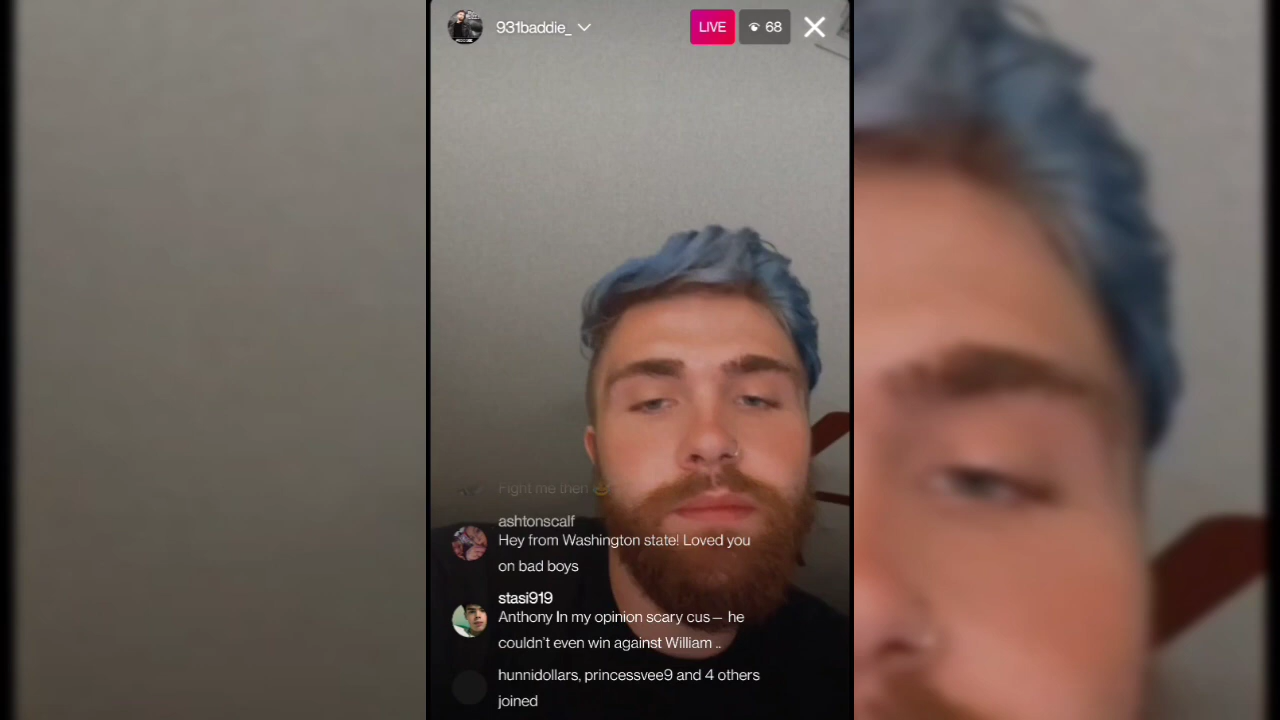 931baddie_
LIVE
68
Fight me then
ashtonscalf
Hey from Washington state! Loved you
on bad boys
stasi919
Anthony In my opinion scary cus – he
couldn't even win against William ..
hunnidollars, princessvee9 and 4 others
joined